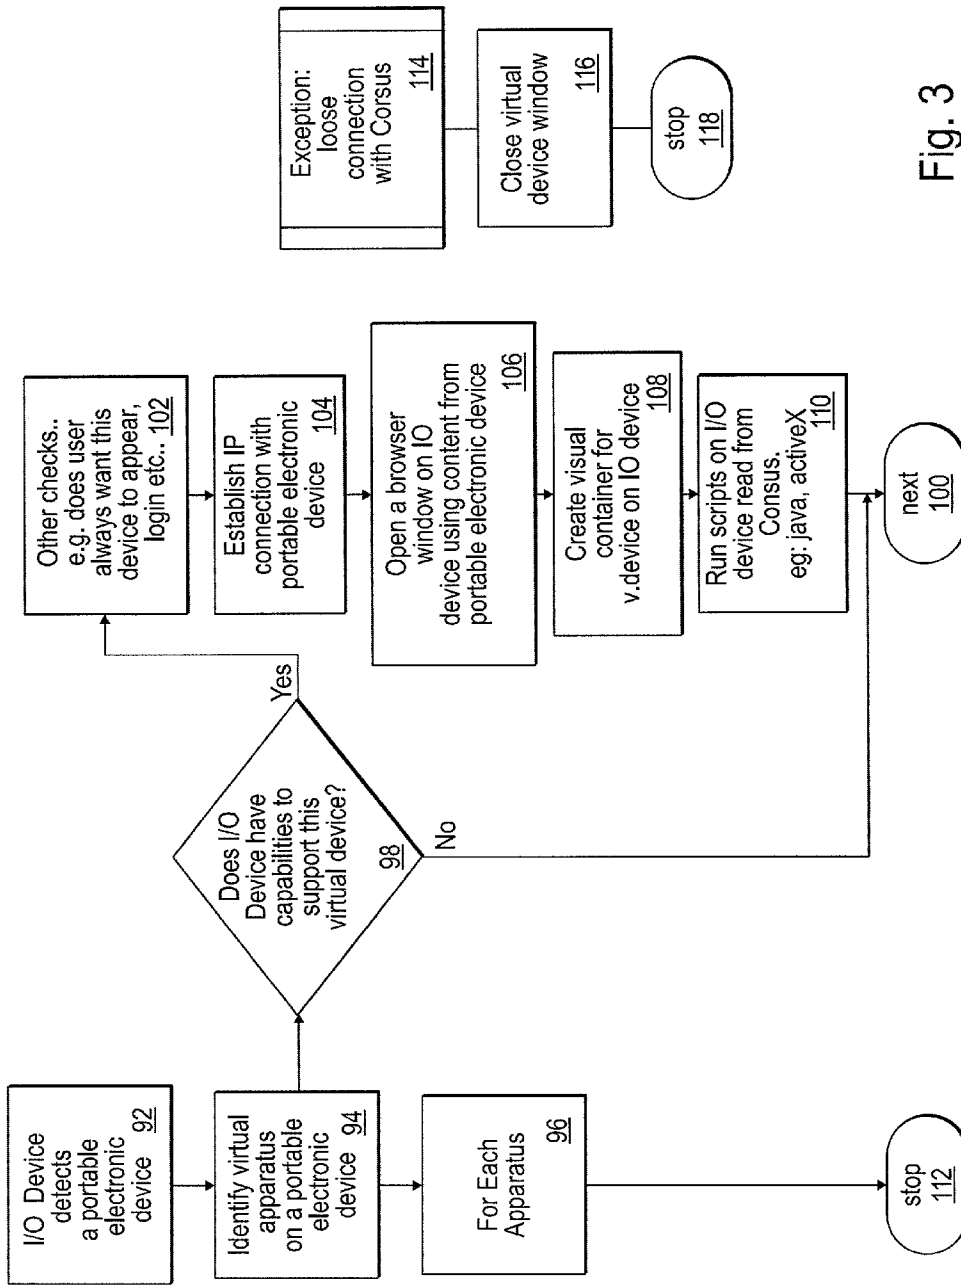 I/O Device
detects
a portable
electronic
device 92
Identify virtual
apparatus
on a portable
electronic
device 94
For Each
Apparatus 96
stop
112
Does I/O
Device have
capabilities to
support this
virtual device?
98
Yes
No
Other checks..
e.g. does user
always want this
device to appear,
login etc.. 102
Establish IP
connection with
portable electronic
device 104
Open a browser
window on IO
device using content from
portable electronic device
106
Create visual
container for
v.device on IO device
108
Run scripts on I/O
device read from
Consus.
eg: java, activeX
110
next
100
Exception:
loose
connection
with Corsus
114
Close virtual
device window
116
stop
118
Fig. 3